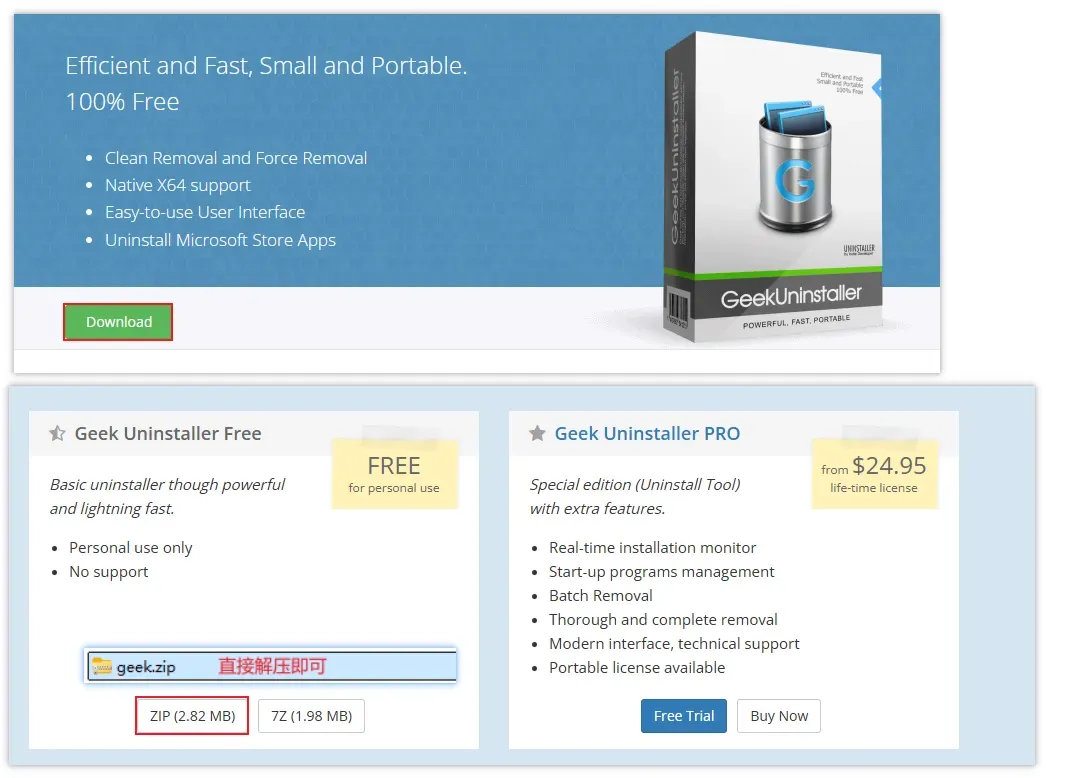 Efficient and Fast, Small and Portable.
100% Free
Clean Removal and Force Removal
Native X64 support
Easy-to-use User Interface
Uninstall Microsoft Store Apps
Download
Efficient and Fast
Small and Portable
100% Free
GeekUninstaller
G
UNINSTALLER
GeekUninstaller
POWERFUL, FAST, PORTABLE
Geek Uninstaller Free
FREE
for personal use
Basic uninstaller though powerful
and lightning fast.
Personal use only
No support
geek.zip 直接解压即可
ZIP (2.82 MB)
7Z (1.98 MB)
Geek Uninstaller PRO
from $24.95
life-time license
Special edition (Uninstall Tool)
with extra features.
Real-time installation monitor
Start-up programs management
Batch Removal
Thorough and complete removal
Modern interface, technical support
Portable license available
Free Trial
Buy Now